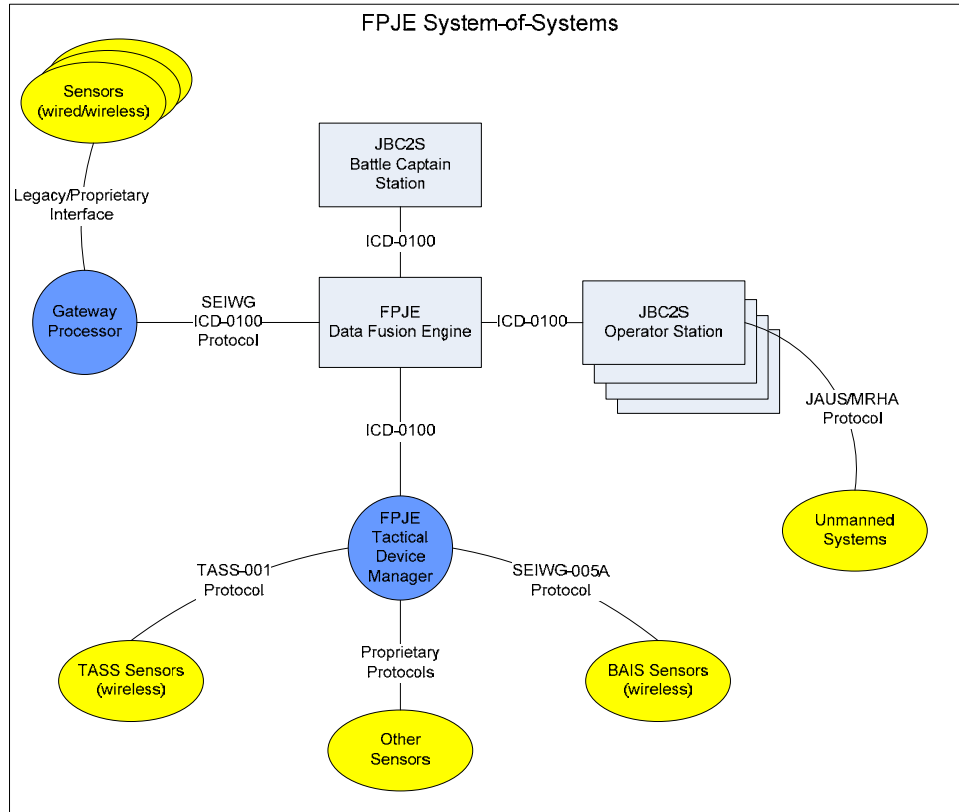 FPJE System-of-Systems
Sensors
(wired/wireless)
Legacy/Proprietary
Interface
JBC2S
Battle Captain
Station
ICD-0100
Gateway
Processor
SEIWG
ICD-0100
Protocol
FPJE
Data Fusion Engine
ICD-0100
JBC2S
Operator Station
JAUS/MRHA
Protocol
Unmanned
Systems
ICD-0100
FPJE
Tactical
Device
Manager
TASS-001
Protocol
SEIWG-005A
Protocol
TASS Sensors
(wireless)
Proprietary
Protocols
BAIS Sensors
(wireless)
Other
Sensors